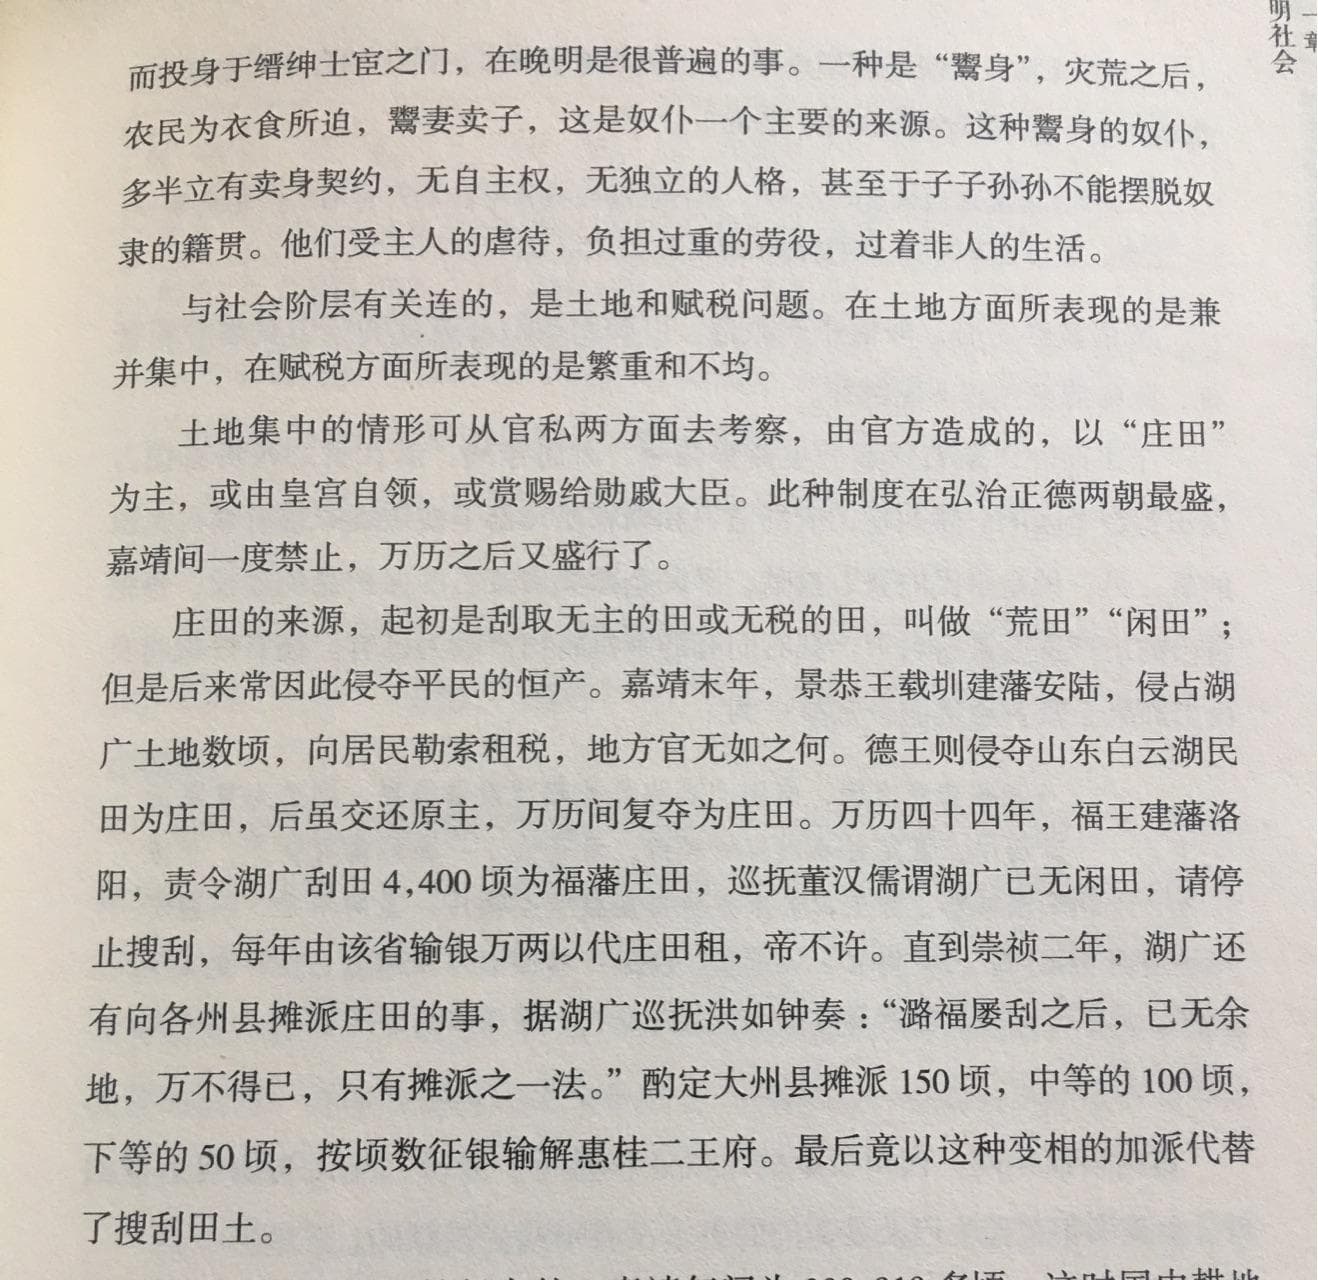 一章
明社会
而投身于缙绅士宦之门，在晚明是很普遍的事。一种是“鬻身”，灾荒之后，
农民为衣食所迫，鬻妻卖子，这是奴仆一个主要的来源。这种鬻身的奴仆，
多半立有卖身契约，无自主权，无独立的人格，甚至于子子孙孙不能摆脱奴
隶的籍贯。他们受主人的虐待，负担过重的劳役，过着非人的生活。
与社会阶层有关连的，是土地和赋税问题。在土地方面所表现的是兼
并集中，在赋税方面所表现的是繁重和不均。
土地集中的情形可从官私两方面去考察，由官方造成的，以“庄田”
为主，或由皇宫自领，或赏赐给勋戚大臣。此种制度在弘治正德两朝最盛，
嘉靖间一度禁止，万历之后又盛行了。
庄田的来源，起初是刮取无主的田或无税的田，叫做“荒田”“闲田”；
但是后来常因此侵夺平民的恒产。嘉靖末年，景恭王载圳建藩安陆，侵占湖
广土地数顷，向居民勒索租税，地方官无如之何。德王则侵夺山东白云湖民
田为庄田，后虽交还原主，万历间复夺为庄田。万历四十四年，福王建藩洛
阳，责令湖广刮田 4,400 顷为福藩庄田，巡抚董汉儒谓湖广已无闲田，请停
止搜刮，每年由该省输银万两以代庄田租，帝不许。直到崇祯二年，湖广还
有向各州县摊派庄田的事，据湖广巡抚洪如钟奏：“潞福屡刮之后，已无余
地，万不得已，只有摊派之一法。”酌定大州县摊派 150 顷，中等的 100 顷，
下等的 50 顷，按顷数征银输解惠桂二王府。最后竟以这种变相的加派代替
了搜刮田土。